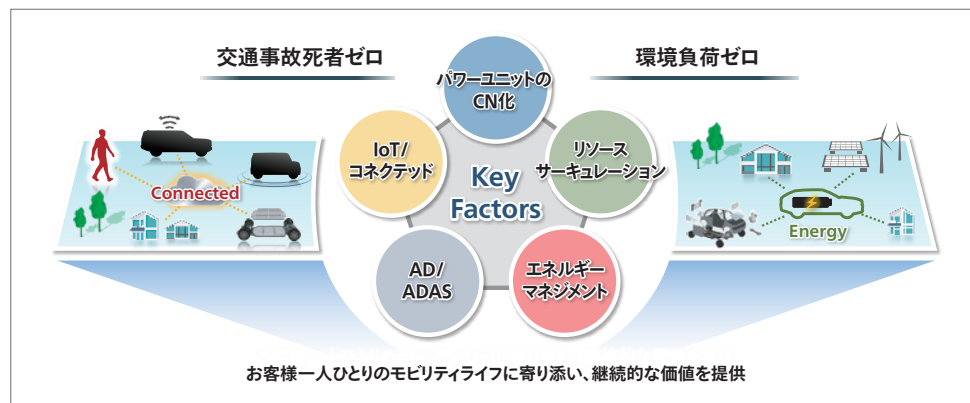 交通事故死者ゼロ
環境負荷ゼロ
パワーユニットの
CN化
IoT/
コネクテッド
リソース
サーキュレーション
Key
Factors
AD/
ADAS
エネルギー
マネジメント
Connected
Energy
お客様一人ひとりのモビリティライフに寄り添い、継続的な価値を提供